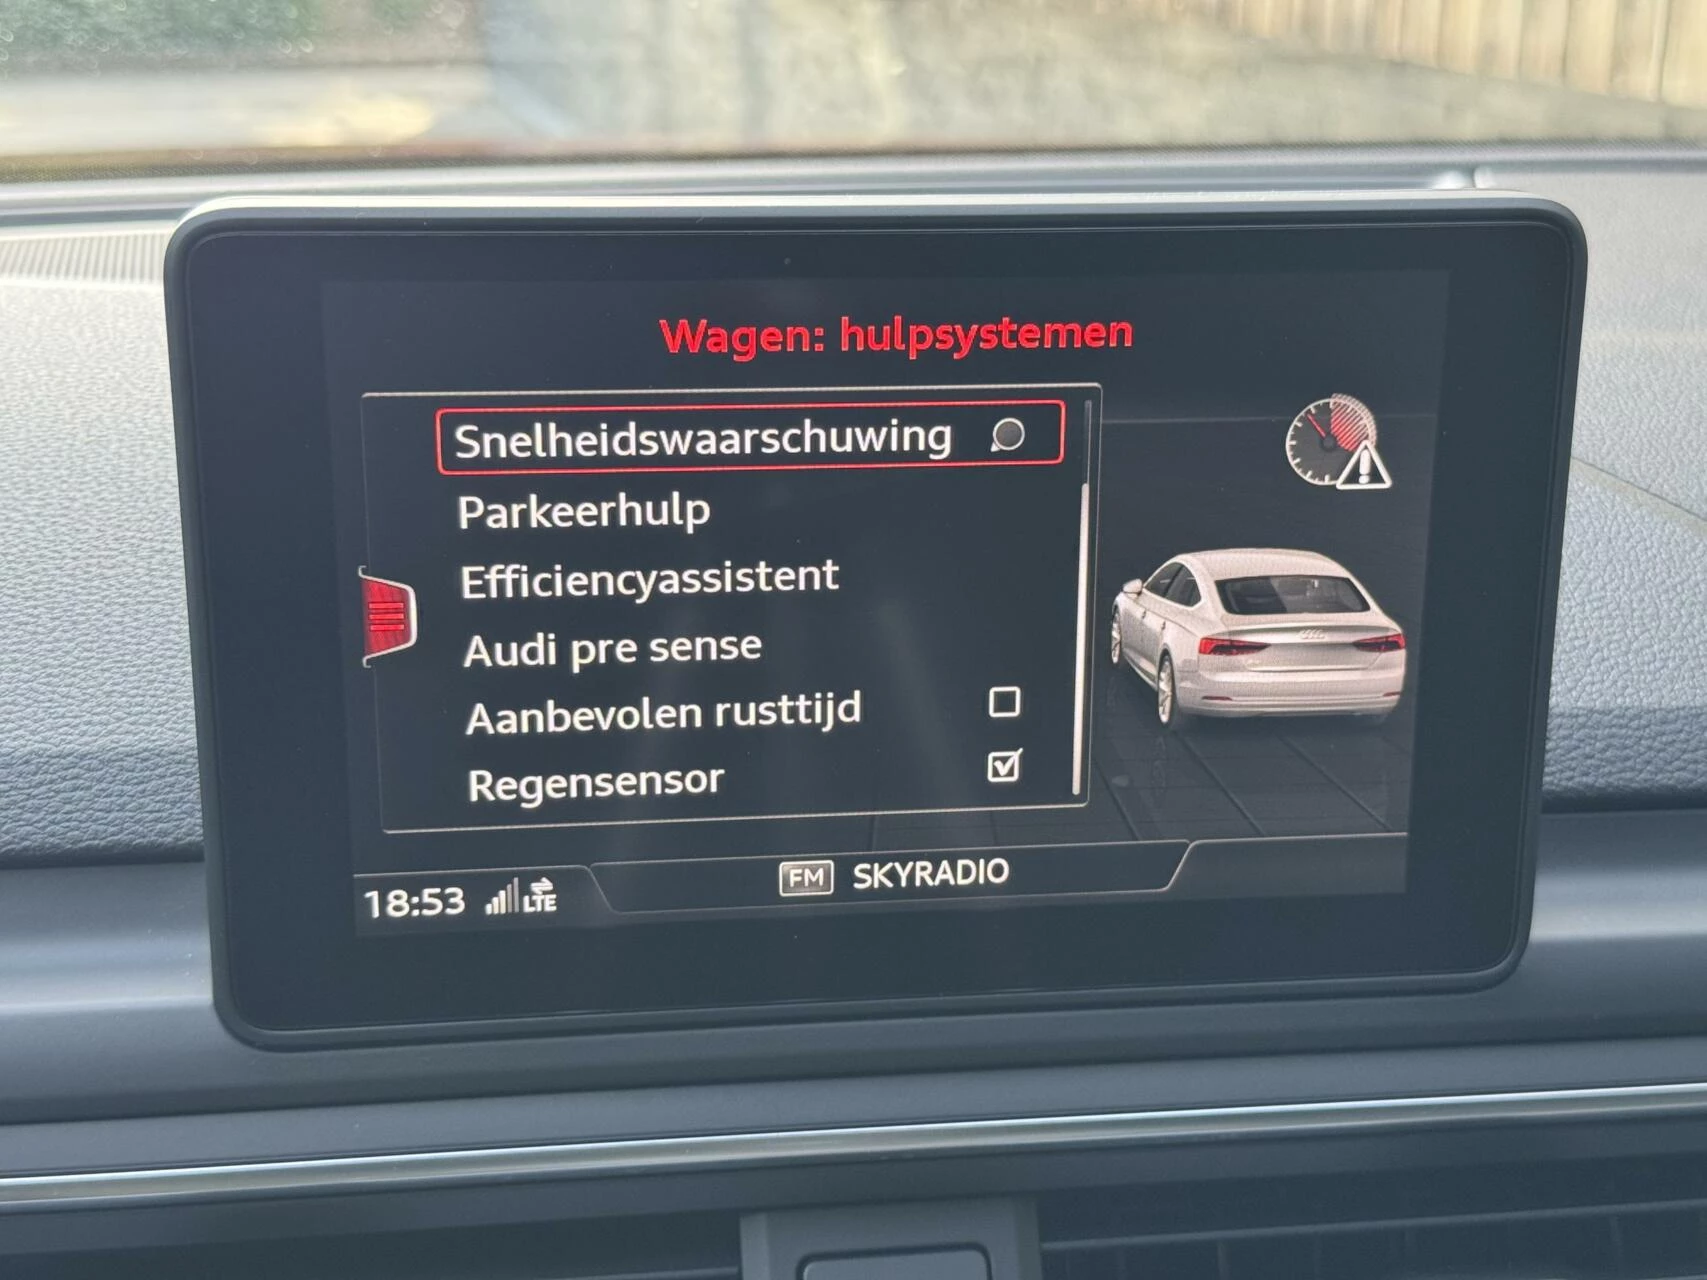 Wagen: hulpsystemen
Snelheidswaarschuwing
Parkeerhulp
Efficiencyassistent
Audi pre sense
Aanbevolen rusttijd
Regensensor
18:53 LTE FM SKYRADIO